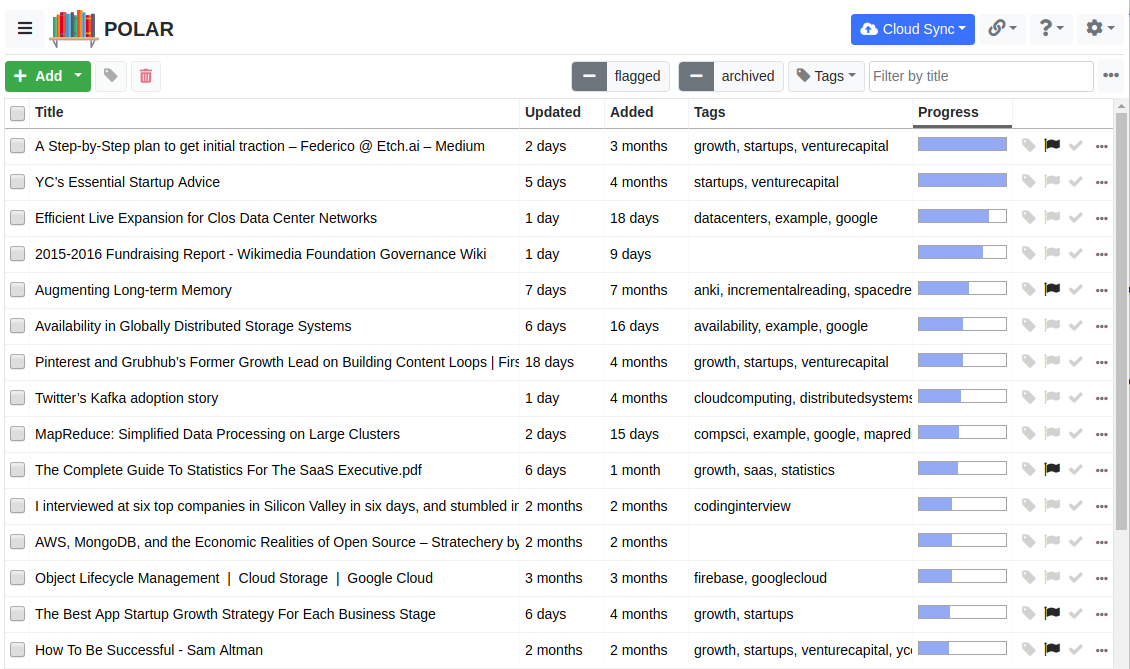 POLAR
Cloud Sync
?
Add
flagged
archived
Tags
Filter by title
Title Updated Added Tags Progress
A Step-by-Step plan to get initial traction – Federico @ Etch.ai – Medium 2 days 3 months growth, startups, venturecapital
YC’s Essential Startup Advice 5 days 4 months startups, venturecapital
Efficient Live Expansion for Clos Data Center Networks 1 day 18 days datacenters, example, google
2015-2016 Fundraising Report - Wikimedia Foundation Governance Wiki 1 day 9 days
Augmenting Long-term Memory 7 days 7 months anki, incrementalreading, spacedre
Availability in Globally Distributed Storage Systems 6 days 16 days availability, example, google
Pinterest and Grubhub’s Former Growth Lead on Building Content Loops | Firs 18 days 4 months growth, startups, venturecapital
Twitter’s Kafka adoption story 1 day 4 months cloudcomputing, distributedsystems
MapReduce: Simplified Data Processing on Large Clusters 2 days 15 days compsci, example, google, mapred
The Complete Guide To Statistics For The SaaS Executive.pdf 6 days 1 month growth, saas, statistics
I interviewed at six top companies in Silicon Valley in six days, and stumbled in 2 months 2 months codinginterview
AWS, MongoDB, and the Economic Realities of Open Source – Stratechery by 2 months 2 months
Object Lifecycle Management | Cloud Storage | Google Cloud 3 months 3 months firebase, googlecloud
The Best App Startup Growth Strategy For Each Business Stage 6 days 4 months growth, startups
How To Be Successful - Sam Altman 2 months 2 months growth, startups, venturecapital, yc